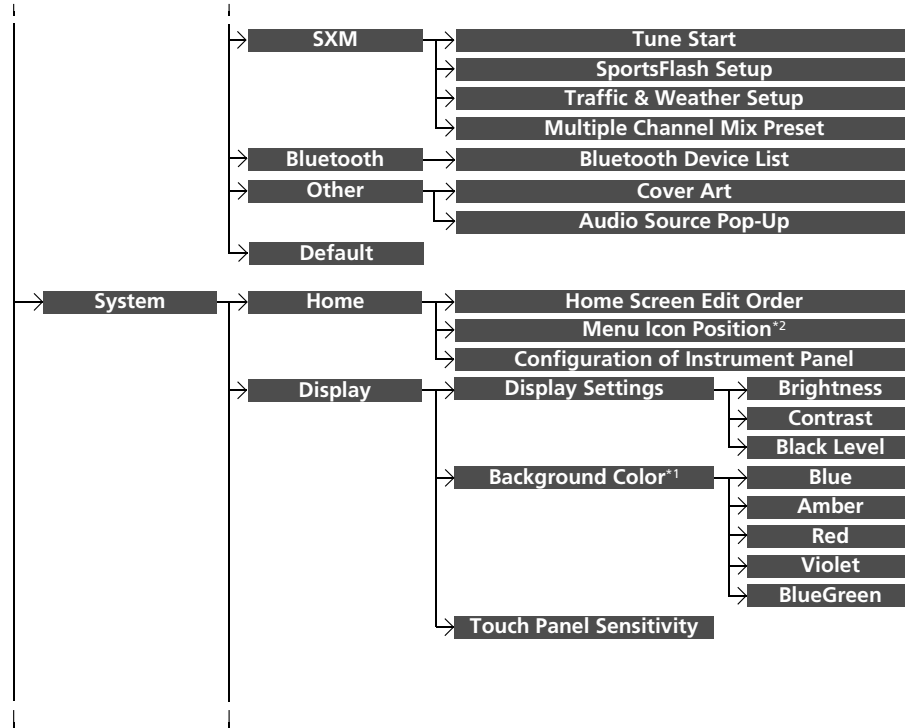 SXM
Tune Start
SportsFlash Setup
Traffic & Weather Setup
Multiple Channel Mix Preset
Bluetooth
Bluetooth Device List
Other
Cover Art
Audio Source Pop-Up
Default
System
Home
Home Screen Edit Order
Menu Icon Position*2
Configuration of Instrument Panel
Display
Display Settings
Brightness
Contrast
Black Level
Background Color*1
Blue
Amber
Red
Violet
BlueGreen
Touch Panel Sensitivity